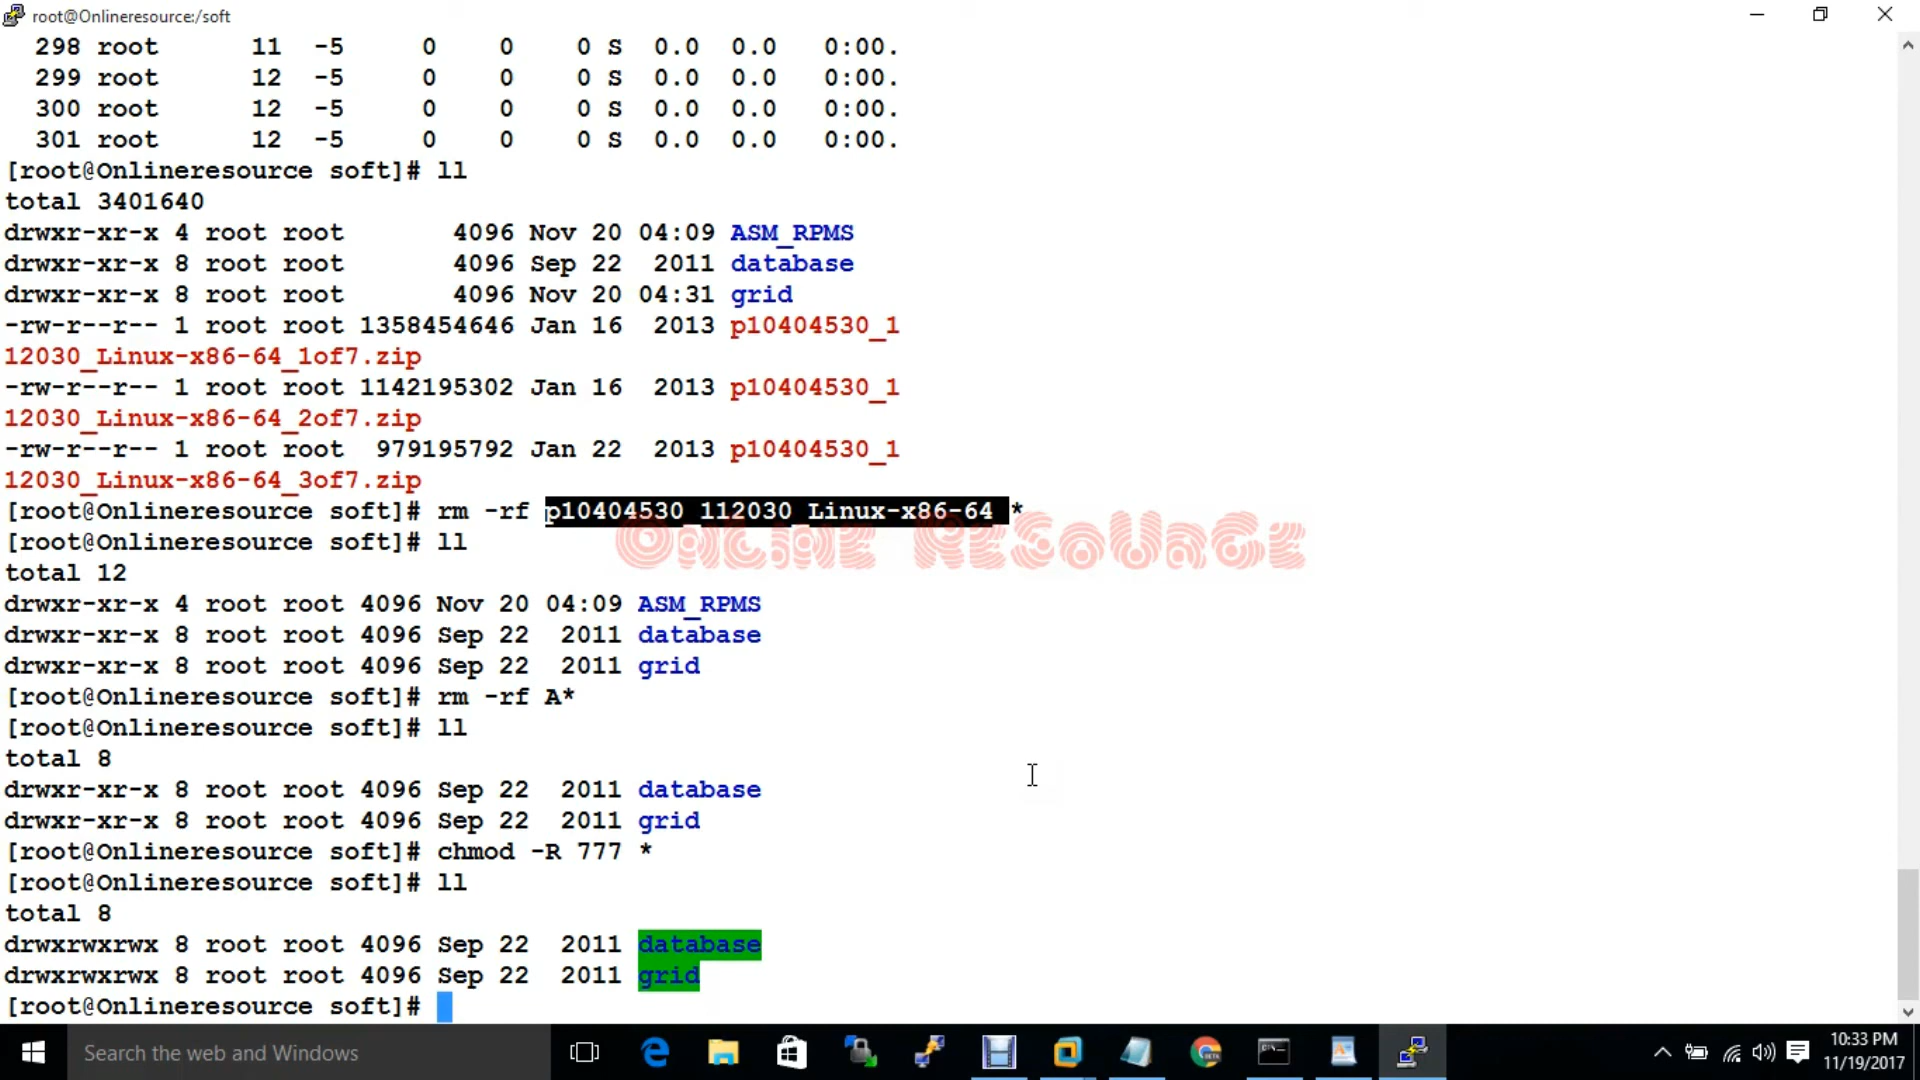 root@Onlineresource:/soft
298 root      11  -5     0    0    0 S  0.0  0.0   0:00.
299 root      12  -5     0    0    0 S  0.0  0.0   0:00.
300 root      12  -5     0    0    0 S  0.0  0.0   0:00.
301 root      12  -5     0    0    0 S  0.0  0.0   0:00.
[root@Onlineresource soft]# ll
total 3401640
drwxr-xr-x 4 root root       4096 Nov 20 04:09 ASM_RPMS
drwxr-xr-x 8 root root       4096 Sep 22  2011 database
drwxr-xr-x 8 root root       4096 Nov 20 04:31 grid
-rw-r--r-- 1 root root 1358454646 Jan 16  2013 p10404530_1
12030_Linux-x86-64_1of7.zip
-rw-r--r-- 1 root root 1142195302 Jan 16  2013 p10404530_1
12030_Linux-x86-64_2of7.zip
-rw-r--r-- 1 root root  979195792 Jan 22  2013 p10404530_1
12030_Linux-x86-64_3of7.zip
[root@Onlineresource soft]# rm -rf p10404530_112030_Linux-x86-64_*
[root@Onlineresource soft]# ll
ONLINE RESOURCE
total 12
drwxr-xr-x 4 root root 4096 Nov 20 04:09 ASM_RPMS
drwxr-xr-x 8 root root 4096 Sep 22  2011 database
drwxr-xr-x 8 root root 4096 Sep 22  2011 grid
[root@Onlineresource soft]# rm -rf A*
[root@Onlineresource soft]# ll
total 8
drwxr-xr-x 8 root root 4096 Sep 22  2011 database
drwxr-xr-x 8 root root 4096 Sep 22  2011 grid
[root@Onlineresource soft]# chmod -R 777 *
[root@Onlineresource soft]# ll
total 8
drwxrwxrwx 8 root root 4096 Sep 22  2011 database
drwxrwxrwx 8 root root 4096 Sep 22  2011 grid
[root@Onlineresource soft]#
Search the web and Windows
10:33 PM
11/19/2017